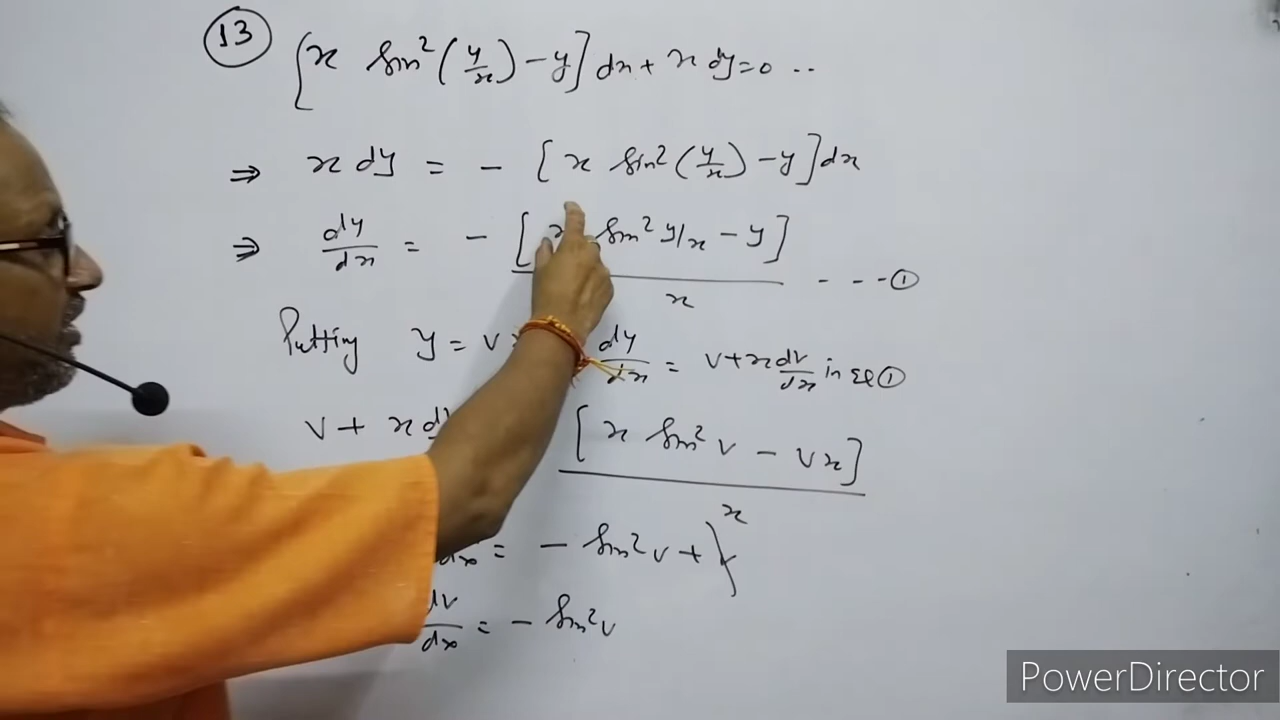 13 [x sin²(y/x) - y] dx + x dy = 0 ..
⇒ x dy = - [x sin²(y/x) - y] dx
⇒ dy/dx = - [x sin² y/x - y] / x - - - ①
Putting y = v dy/dx = v + x dv/dx in eq ①
v + x d [x sin² v - vx] / x
dx = - sin² v + v
dv/dx = - sin² v
PowerDirector